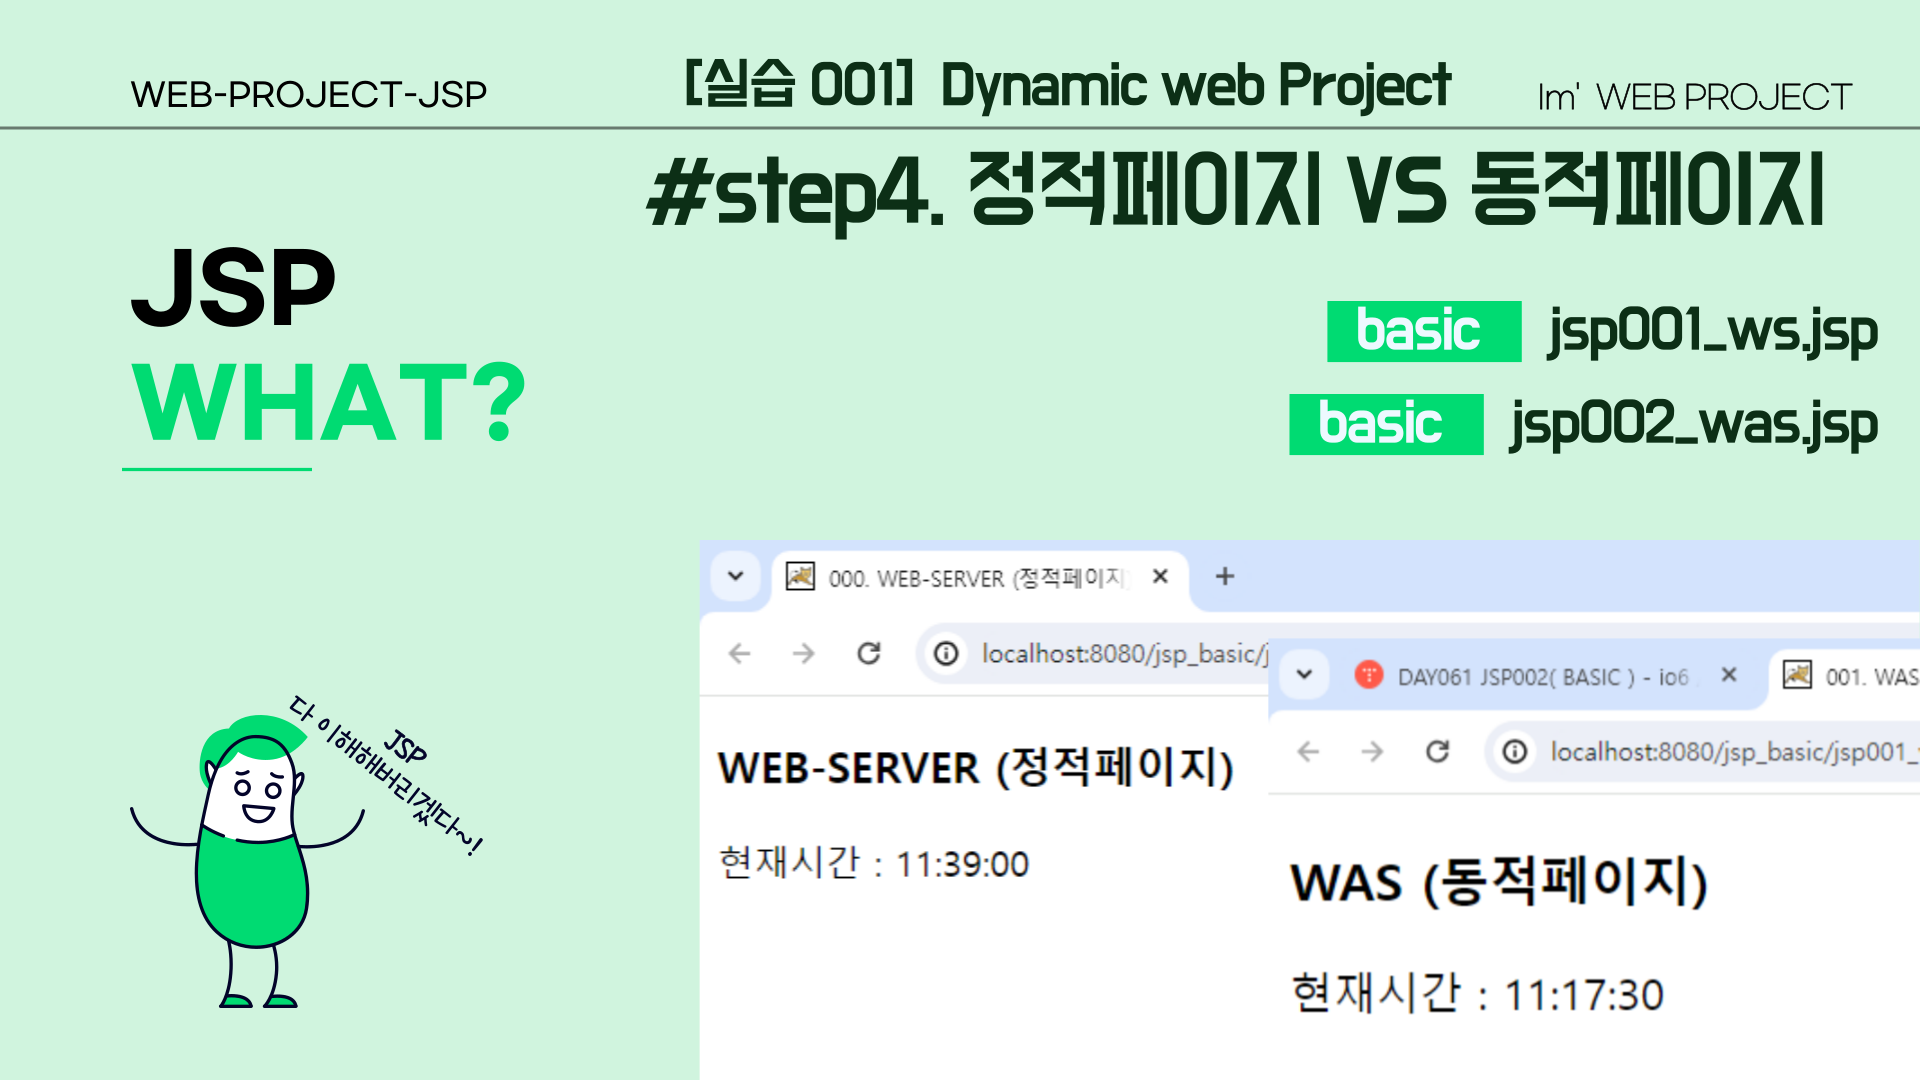 WEB-PROJECT-JSP
[실습 001] Dynamic web Project
Im' WEB PROJECT
#step4. 정적페이지 VS 동적페이지
JSP
WHAT?
basic jsp001_ws.jsp
basic jsp002_was.jsp
JSP
다 이해해버리겠다~!
000. WEB-SERVER (정적페이지)
localhost:8080/jsp_basic/j
WEB-SERVER (정적페이지)
현재시간 : 11:39:00
DAY061 JSP002( BASIC ) - io6
001. WAS
localhost:8080/jsp_basic/jsp001_
WAS (동적페이지)
현재시간 : 11:17:30